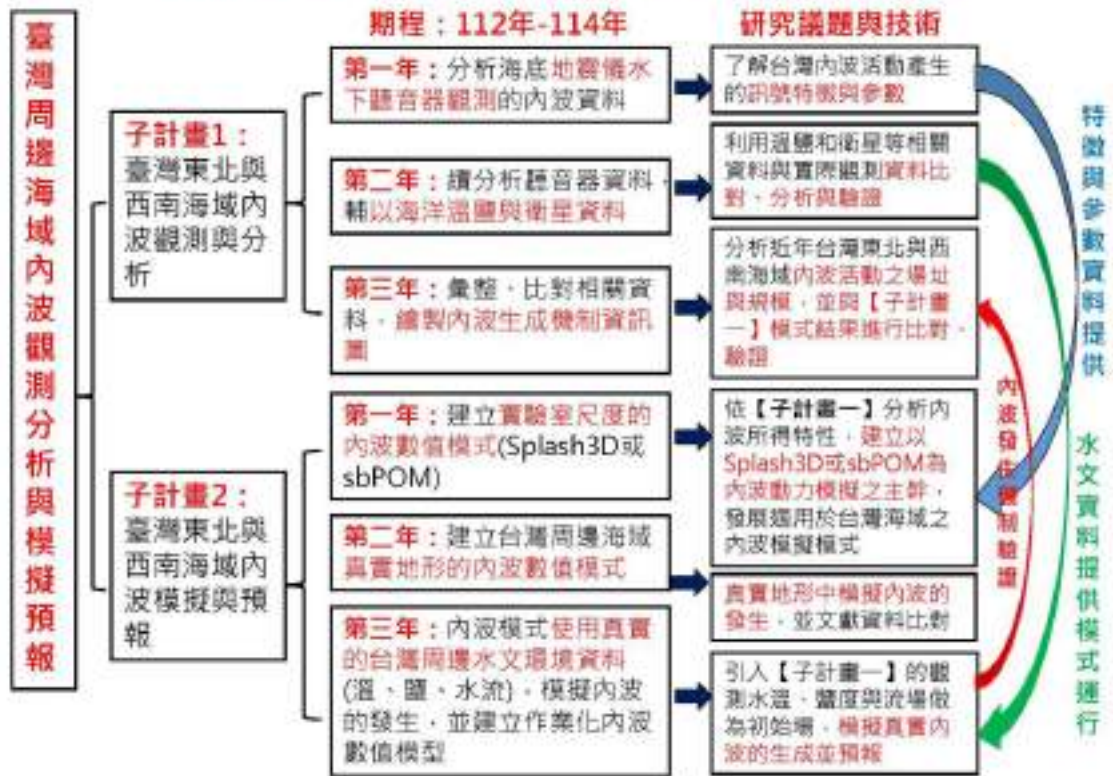 臺灣周邊海域內波觀測分析與模擬預報
期程：112年-114年
研究議題與技術
子計畫1：
臺灣東北與
西南海域內
波觀測與分
析
第一年：分析海底地震儀水
下聽音器觀測的內波資料
了解台灣內波活動產生
的訊號特徵與參數
第二年：續分析聽音器資料，
輔以海洋溫鹽與衛星資料
利用溫鹽和衛星等相關
資料與實際觀測資料比
對、分析與驗證
第三年：彙整、比對相關資
料，繪製內波生成機制資訊
圖
分析近年台灣東北與西
南海域內波活動之場址
與規模，並與【子計畫
一】模式結果進行比對、
驗證
子計畫2：
臺灣東北與
西南海域內
波模擬與預
報
第一年：建立實驗室尺度的
內波數值模式(Splash3D或
sbPOM)
依【子計畫一】分析內
波所得特性，建立以
Splash3D或sbPOM為
內波動力模擬之主幹，
發展適用於台灣海域之
內波模擬模式
第二年：建立台灣周邊海域
真實地形的內波數值模式
真實地形中模擬內波的
發生，並文獻資料比對
第三年：內波模式使用真實
的台灣周邊水文環境資料
(溫、鹽、水流)，模擬內波
的發生，並建立作業化內波
數值模型
引入【子計畫一】的觀
測水溫、鹽度與流場做
為初始場，模擬真實內
波的生成並預報
特徵與參數資料提供
內波發生機制驗證
水文資料提供模式運行